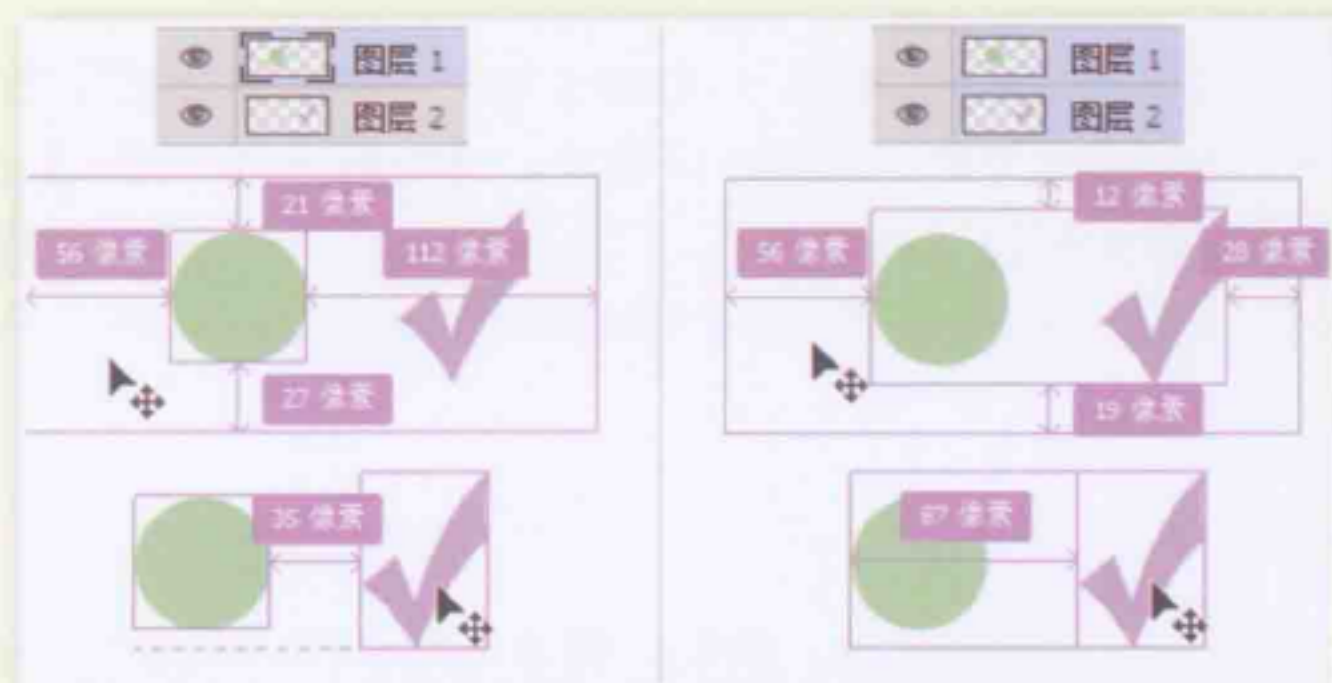 图层 1
图层 2
21 像素
56 像素
112 像素
27 像素
35 像素
图层 1
图层 2
12 像素
56 像素
28 像素
19 像素
87 像素